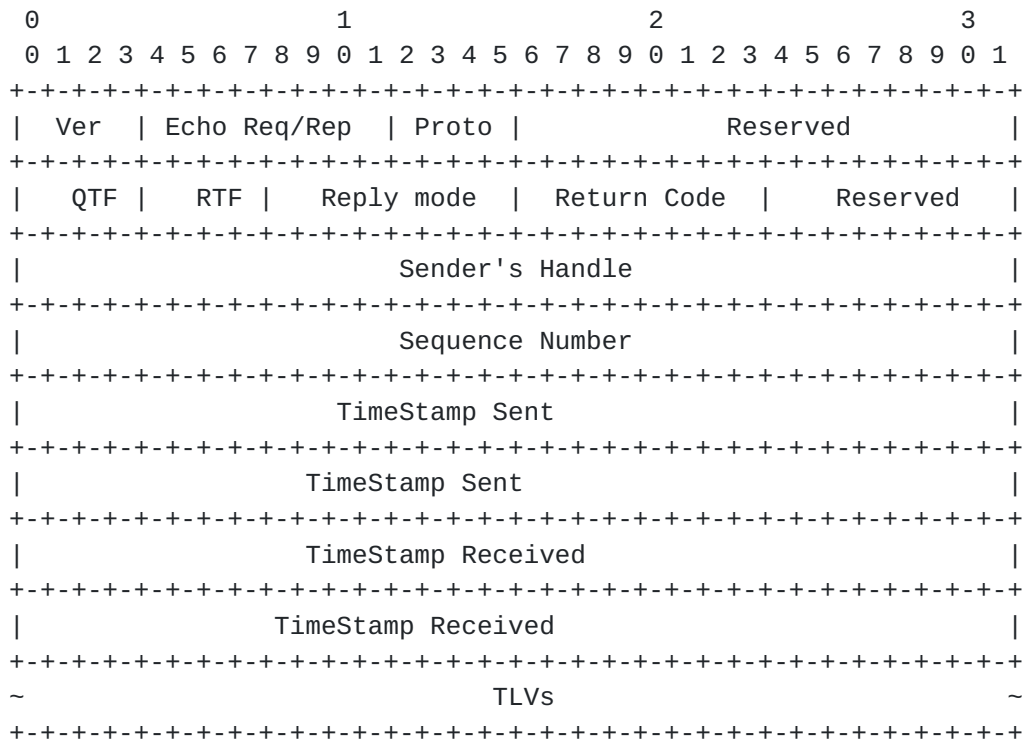 0                   1                   2                   3
 0 1 2 3 4 5 6 7 8 9 0 1 2 3 4 5 6 7 8 9 0 1 2 3 4 5 6 7 8 9 0 1
+-+-+-+-+-+-+-+-+-+-+-+-+-+-+-+-+-+-+-+-+-+-+-+-+-+-+-+-+-+-+-+-+
|  Ver  | Echo Req/Rep  | Proto |             Reserved          |
+-+-+-+-+-+-+-+-+-+-+-+-+-+-+-+-+-+-+-+-+-+-+-+-+-+-+-+-+-+-+-+-+
|   QTF |   RTF |   Reply mode  |  Return Code  |    Reserved   |
+-+-+-+-+-+-+-+-+-+-+-+-+-+-+-+-+-+-+-+-+-+-+-+-+-+-+-+-+-+-+-+-+
|                        Sender's Handle                        |
+-+-+-+-+-+-+-+-+-+-+-+-+-+-+-+-+-+-+-+-+-+-+-+-+-+-+-+-+-+-+-+-+
|                        Sequence Number                        |
+-+-+-+-+-+-+-+-+-+-+-+-+-+-+-+-+-+-+-+-+-+-+-+-+-+-+-+-+-+-+-+-+
|                    TimeStamp Sent                             |
+-+-+-+-+-+-+-+-+-+-+-+-+-+-+-+-+-+-+-+-+-+-+-+-+-+-+-+-+-+-+-+-+
|                  TimeStamp Sent                               |
+-+-+-+-+-+-+-+-+-+-+-+-+-+-+-+-+-+-+-+-+-+-+-+-+-+-+-+-+-+-+-+-+
|                  TimeStamp Received                           |
+-+-+-+-+-+-+-+-+-+-+-+-+-+-+-+-+-+-+-+-+-+-+-+-+-+-+-+-+-+-+-+-+
|                TimeStamp Received                             |
+-+-+-+-+-+-+-+-+-+-+-+-+-+-+-+-+-+-+-+-+-+-+-+-+-+-+-+-+-+-+-+-+
~                              TLVs                             ~
+-+-+-+-+-+-+-+-+-+-+-+-+-+-+-+-+-+-+-+-+-+-+-+-+-+-+-+-+-+-+-+-+